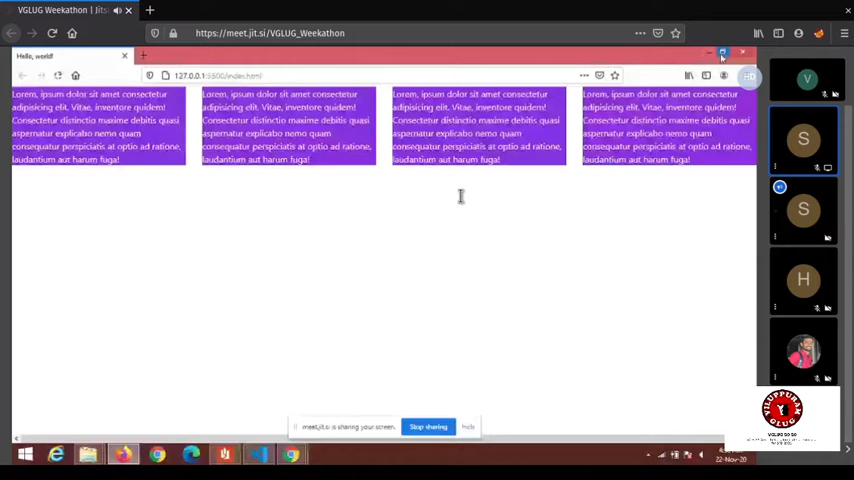 VGLUG Weekathon | Jitsi
https://meet.jit.si/VGLUG_Weekathon
Hello, world!
127.0.0.1:5500/index.html
HD
V
Lorem, ipsum dolor sit amet consectetur
adipisicing elit. Vitae, inventore quidem!
Consectetur distinctio maxime debitis quasi
aspernatur explicabo nemo quam
consequatur perspiciatis at optio ad ratione,
laudantium aut harum fuga!
Lorem, ipsum dolor sit amet consectetur
adipisicing elit. Vitae, inventore quidem!
Consectetur distinctio maxime debitis quasi
aspernatur explicabo nemo quam
consequatur perspiciatis at optio ad ratione,
laudantium aut harum fuga!
Lorem, ipsum dolor sit amet consectetur
adipisicing elit. Vitae, inventore quidem!
Consectetur distinctio maxime debitis quasi
aspernatur explicabo nemo quam
consequatur perspiciatis at optio ad ratione,
laudantium aut harum fuga!
Lorem, ipsum dolor sit amet consectetur
adipisicing elit. Vitae, inventore quidem!
Consectetur distinctio maxime debitis quasi
aspernatur explicabo nemo quam
consequatur perspiciatis at optio ad ratione,
laudantium aut harum fuga!
S
S
H
meet.jit.si is sharing your screen.
Stop sharing
Hide
VILUPPURAM
GLUG
22-Nov-20